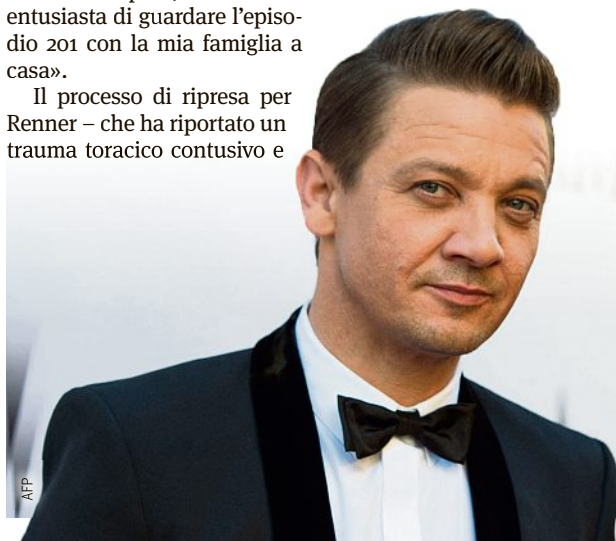 entusiasta di guardare l'episo-
dio 201 con la mia famiglia a
casa».
Il processo di ripresa per
Renner – che ha riportato un
trauma toracico contusivo e
AFP